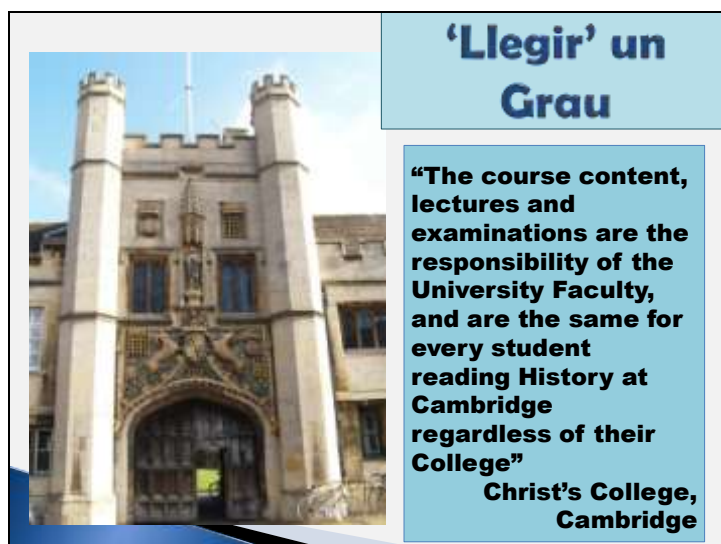 ‘Llegir’ un
Grau
“The course content,
lectures and
examinations are the
responsibility of the
University Faculty,
and are the same for
every student
reading History at
Cambridge
regardless of their
College”
Christ’s College,
Cambridge